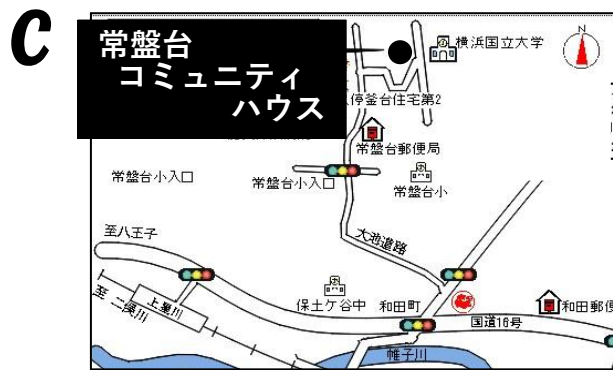 C
常盤台
コミュニティ
ハウス
N
横浜国立大学
停釜台住宅第2
常盤台郵便局
常盤台小入口
常盤台小入口
常盤台小
至八王子
大池道路
至 二俣川
上星川
保土ケ谷中
和田町
和田郵便
国道16号
帷子川